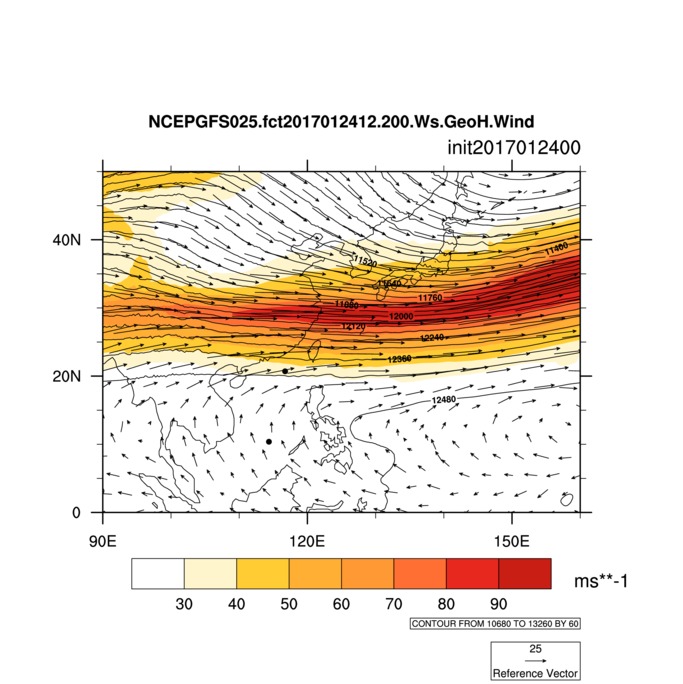 NCEPGFS025.fct2017012412.200.Ws.GeoH.Wind
init2017012400
40N
20N
0
11400
11520
11640
11760
11880
12000
12120
12240
12360
12480
90E 120E 150E
30 40 50 60 70 80 90
ms**-1
CONTOUR FROM 10680 TO 13260 BY 60
25
Reference Vector